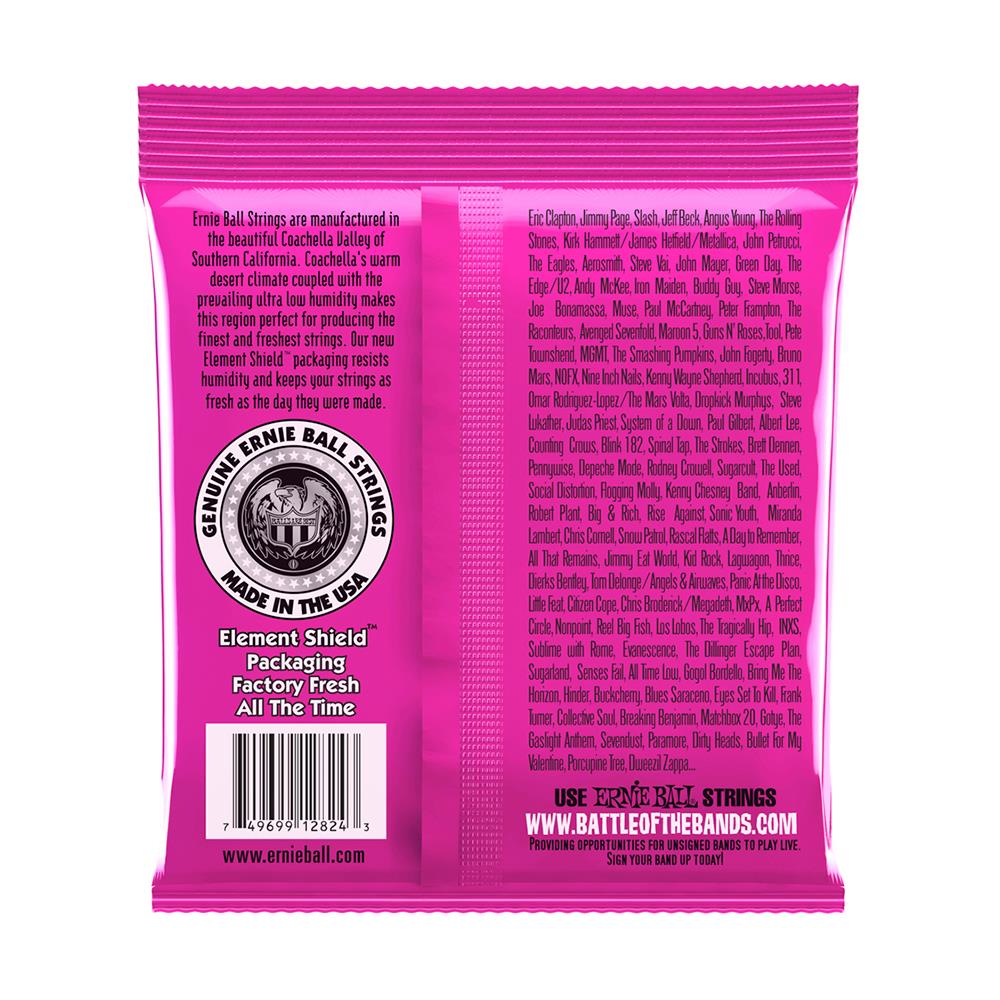 Ernie Ball Strings are manufactured in
the beautiful Coachella Valley of
Southern California. Coachella's warm
desert climate coupled with the
prevailing ultra low humidity makes
this region perfect for producing the
finest and freshest strings. Our new
Element Shield™ packaging resists
humidity and keeps your strings as
fresh as the day they were made.
GENUINE ERNIE BALL STRINGS
MADE IN THE USA
Element Shield™
Packaging
Factory Fresh
All The Time
7 49699 12824 3
www.ernieball.com
Eric Clapton, Jimmy Page, Slash, Jeff Beck, Angus Young, The Rolling
Stones, Kirk Hammett/James Hetfield/Metallica, John Petrucci,
The Eagles, Aerosmith, Steve Vai, John Mayer, Green Day, The
Edge/U2, Andy McKee, Iron Maiden, Buddy Guy, Steve Morse,
Joe Bonamassa, Muse, Paul McCartney, Peter Frampton, The
Raconteurs, Avenged Sevenfold, Maroon 5, Guns N' Roses, Tool, Pete
Townshend, MGMT, The Smashing Pumpkins, John Fogerty, Bruno
Mars, NOFX, Nine Inch Nails, Kenny Wayne Shepherd, Incubus, 311,
Omar Rodriguez-Lopez/The Mars Volta, Dropkick Murphys, Steve
Lukather, Judas Priest, System of a Down, Paul Gilbert, Albert Lee,
Counting Crows, Blink 182, Spinal Tap, The Strokes, Brett Dennen,
Pennywise, Depeche Mode, Rodney Crowell, Sugarcult, The Used,
Social Distortion, Flogging Molly, Kenny Chesney Band, Anberlin,
Robert Plant, Big & Rich, Rise Against, Sonic Youth, Miranda
Lambert, Chris Cornell, Snow Patrol, Rascal Flatts, A Day to Remember,
All That Remains, Jimmy Eat World, Kid Rock, Lagwagon, Thrice,
Dierks Bentley, Tom Delonge/Angels & Airwaves, Panic At the Disco,
Little Feat, Citizen Cope, Chris Broderick/Megadeth, MxPx, A Perfect
Circle, Nonpoint, Reel Big Fish, Los Lobos, The Tragically Hip, INXS,
Sublime with Rome, Evanescence, The Dillinger Escape Plan,
Sugarland, Senses Fail, All Time Low, Gogol Bordello, Bring Me The
Horizon, Hinder, Buckcherry, Blues Saraceno, Eyes Set To Kill, Frank
Turner, Collective Soul, Breaking Benjamin, Matchbox 20, Gotye, The
Gaslight Anthem, Sevendust, Paramore, Dirty Heads, Bullet For My
Valentine, Porcupine Tree, Dweezil Zappa...
USE ERNIE BALL® STRINGS
WWW.BATTLEOFTHEBANDS.COM
PROVIDING OPPORTUNITIES FOR UNSIGNED BANDS TO PLAY LIVE.
SIGN YOUR BAND UP TODAY!